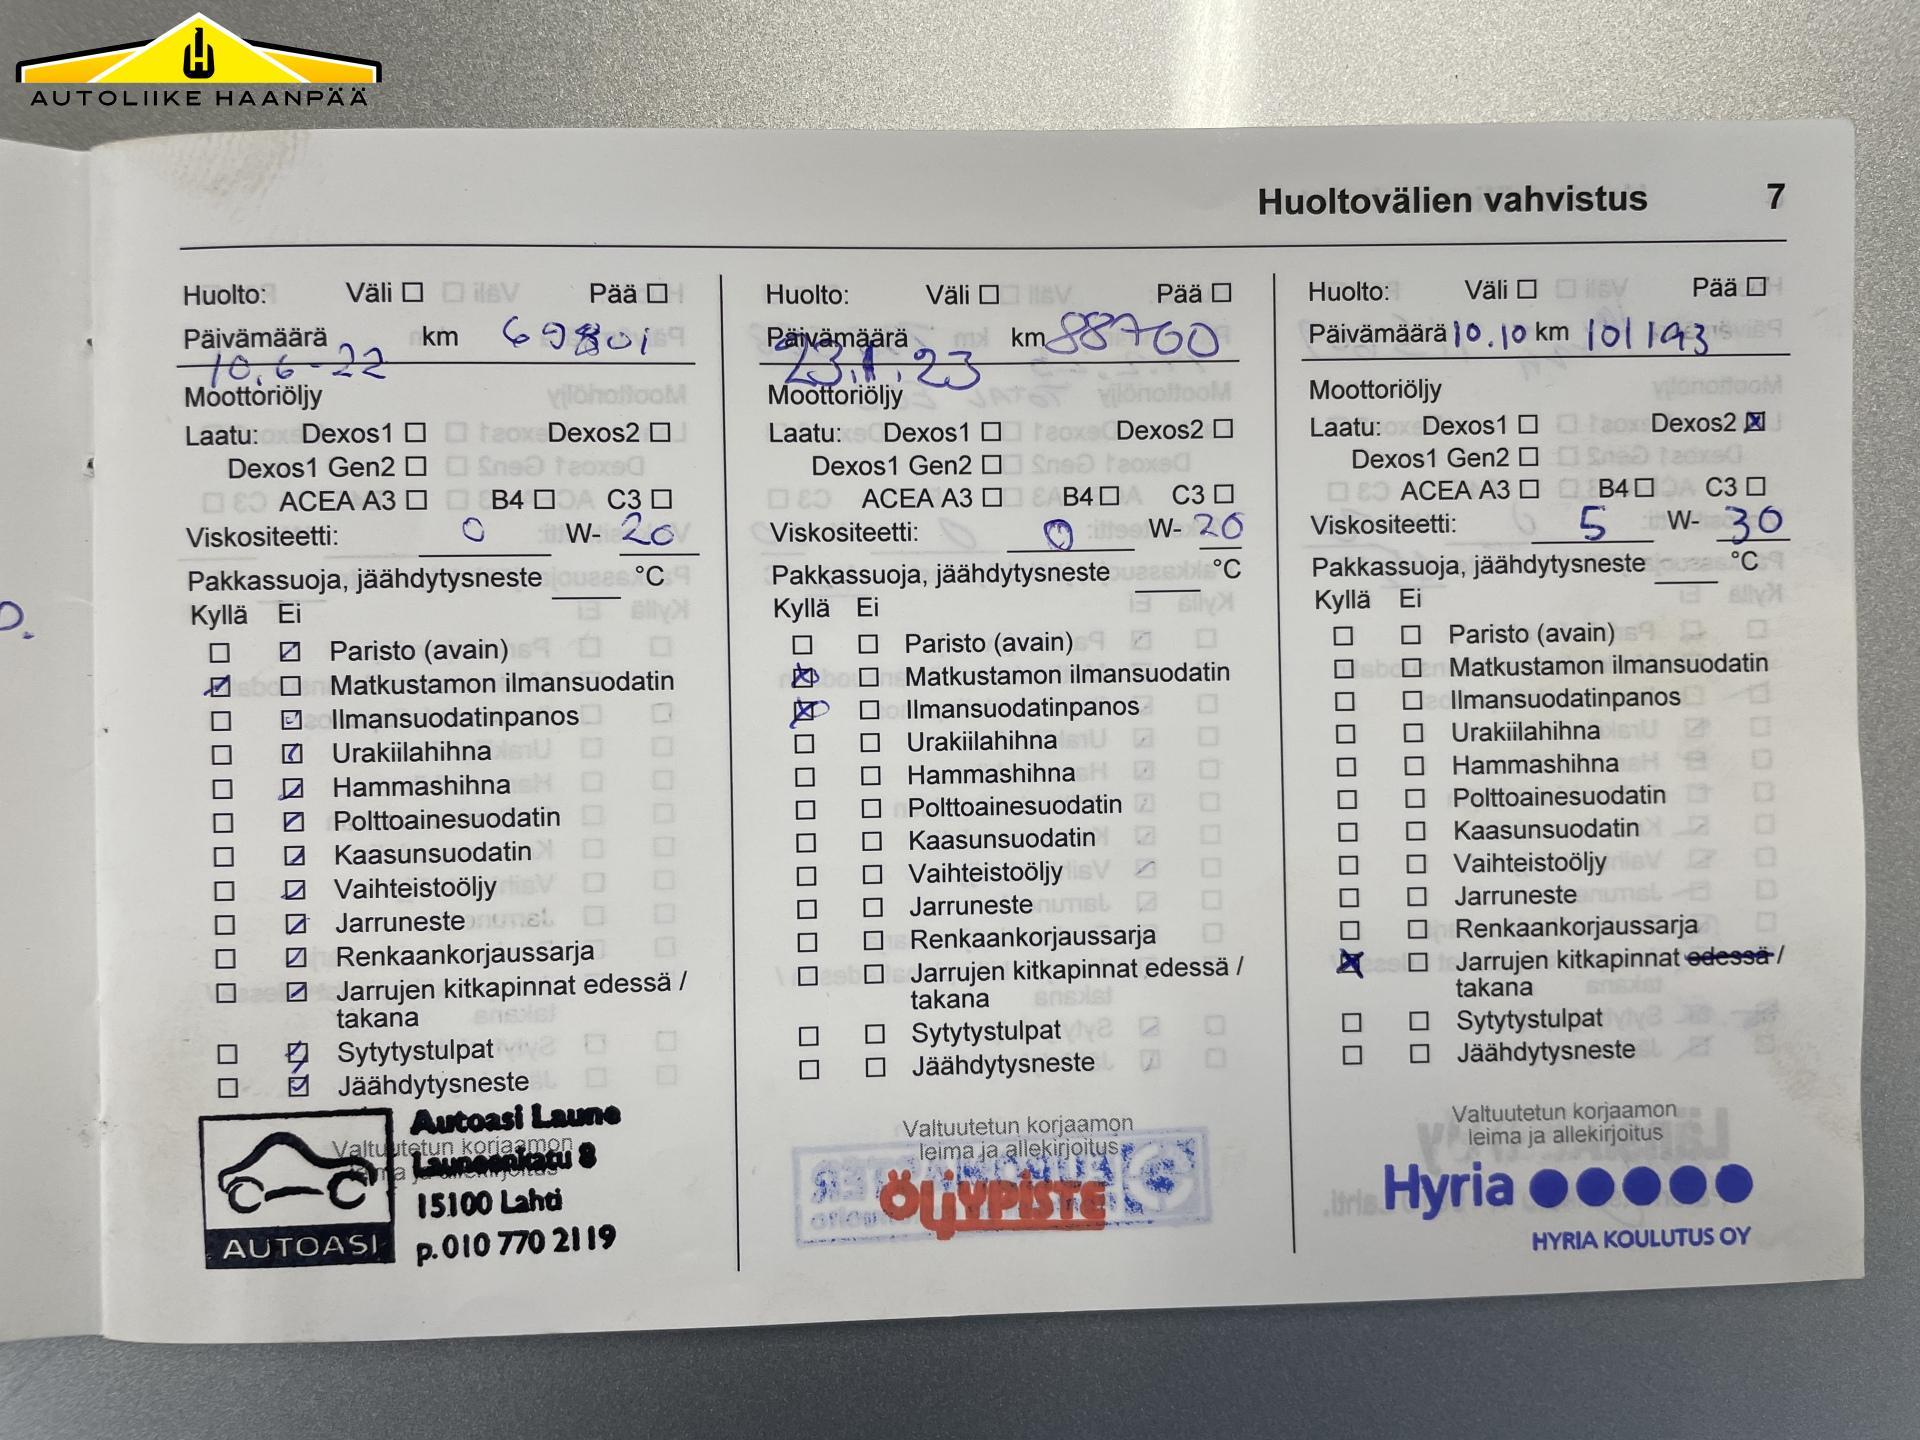 AUTOLIIKE HAANPÄÄ
Huoltovälien vahvistus 7
Huolto: Väli Pää
Päivämäärä km 69801
10.6-22
Moottoriöljy
Laatu: Dexos1 Dexos2
Dexos1 Gen2
ACEA A3 B4 C3
Viskositeetti: 0 W- 20
Pakkassuoja, jäähdytysneste °C
Kyllä Ei
Paristo (avain)
Matkustamon ilmansuodatin
Ilmansuodatinpanos
Urakiilahihna
Hammashihna
Polttoainesuodatin
Kaasunsuodatin
Vaihteistoöljy
Jarruneste
Renkaankorjaussarja
Jarrujen kitkapinnat edessä /
takana
Sytytystulpat
Jäähdytysneste
Valtuutetun korjaamon
leima ja allekirjoitus
AUTOASI
Autoasi Laune
Launeenkatu 8
15100 Lahti
p. 010 770 2119
Huolto: Väli Pää
Päivämäärä km 88700
23.1.23
Moottoriöljy
Laatu: Dexos1 Dexos2
Dexos1 Gen2
ACEA A3 B4 C3
Viskositeetti: 0 W- 20
Pakkassuoja, jäähdytysneste °C
Kyllä Ei
Paristo (avain)
Matkustamon ilmansuodatin
Ilmansuodatinpanos
Urakiilahihna
Hammashihna
Polttoainesuodatin
Kaasunsuodatin
Vaihteistoöljy
Jarruneste
Renkaankorjaussarja
Jarrujen kitkapinnat edessä /
takana
Sytytystulpat
Jäähdytysneste
Valtuutetun korjaamon
leima ja allekirjoitus
ÖLJYPISTE
Huolto: Väli Pää
Päivämäärä 10.10 km 101193
Moottoriöljy
Laatu: Dexos1 Dexos2
Dexos1 Gen2
ACEA A3 B4 C3
Viskositeetti: 5 W- 30
Pakkassuoja, jäähdytysneste °C
Kyllä Ei
Paristo (avain)
Matkustamon ilmansuodatin
Ilmansuodatinpanos
Urakiilahihna
Hammashihna
Polttoainesuodatin
Kaasunsuodatin
Vaihteistoöljy
Jarruneste
Renkaankorjaussarja
Jarrujen kitkapinnat edessä /
takana
Sytytystulpat
Jäähdytysneste
Valtuutetun korjaamon
leima ja allekirjoitus
Hyria
HYRIA KOULUTUS OY